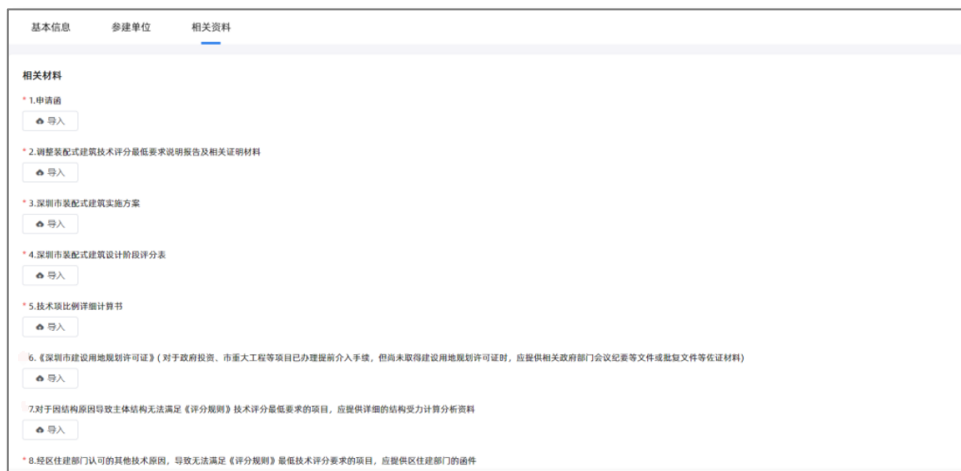 基本信息 参建单位 相关资料
相关材料
* 1.申请函
导入
* 2.调整装配式建筑技术评分最低要求说明报告及相关证明材料
导入
* 3.深圳市装配式建筑实施方案
导入
* 4.深圳市装配式建筑设计阶段评分表
导入
* 5.技术项比例详细计算书
导入
6.《深圳市建设用地规划许可证》( 对于政府投资、市重大工程等项目已办理提前介入手续，但尚未取得建设用地规划许可证时，应提供相关政府部门会议纪要等文件或批复文件等佐证材料)
导入
7.对于因结构原因导致主体结构无法满足《评分规则》技术评分最低要求的项目，应提供详细的结构受力计算分析资料
导入
* 8.经区住建部门认可的其他技术原因，导致无法满足《评分规则》最低技术评分要求的项目，应提供区住建部门的函件